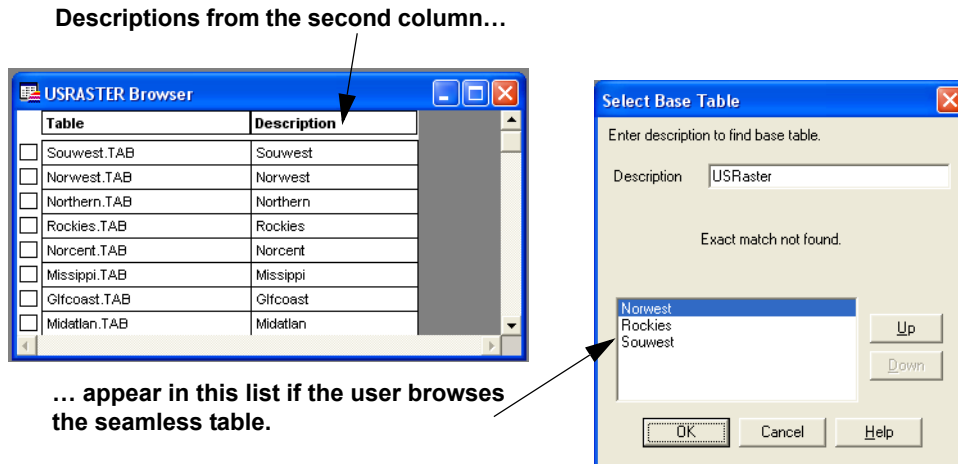 Descriptions from the second column…
USRASTER Browser
Table Description
Souwest.TAB Souwest
Norwest.TAB Norwest
Northern.TAB Northern
Rockies.TAB Rockies
Norcent.TAB Norcent
Missippi.TAB Missippi
Glfcoast.TAB Glfcoast
Midatlan.TAB Midatlan
Select Base Table
Enter description to find base table.
Description USRaster
Exact match not found.
Norwest
Rockies
Souwest
Up
Down
OK Cancel Help
… appear in this list if the user browses
the seamless table.